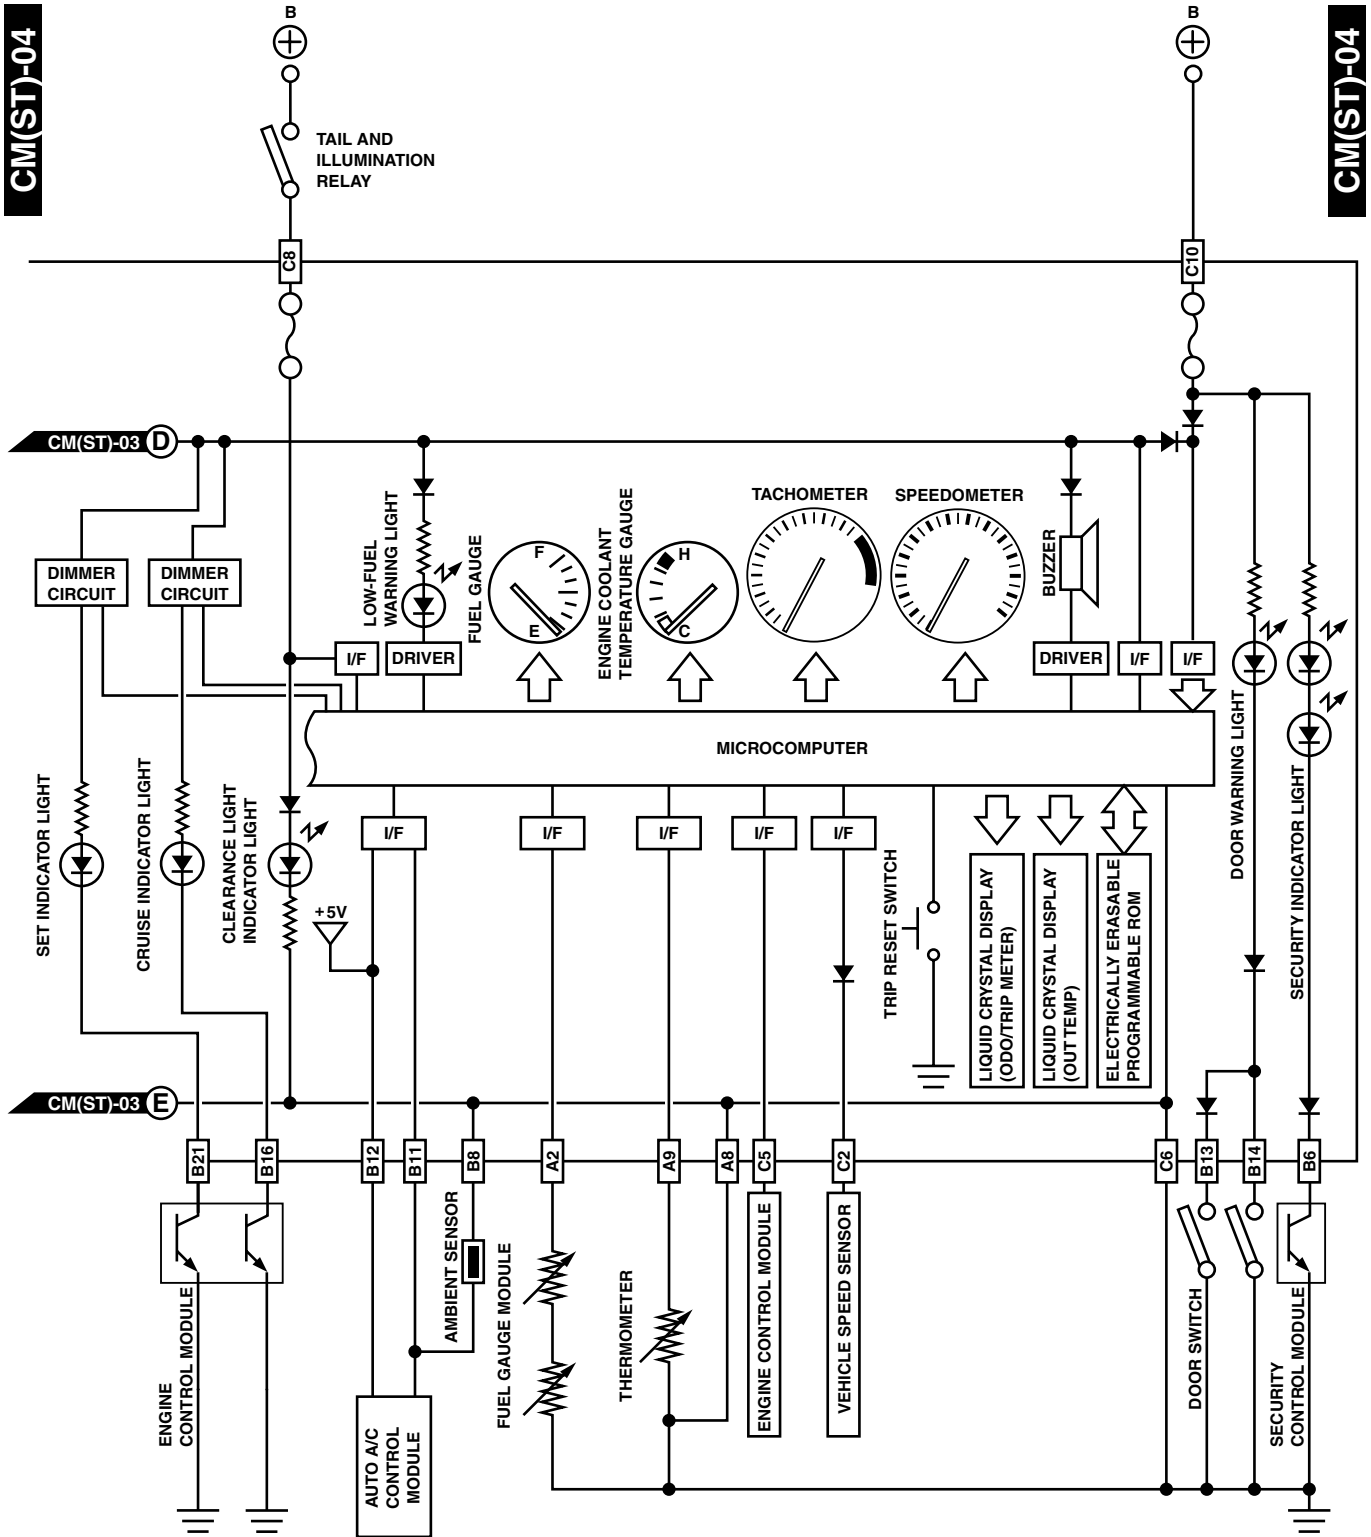 CM(ST)-04
B
B
CM(ST)-04
TAIL AND
ILLUMINATION
RELAY
C8
C10
CM(ST)-03 D
LOW-FUEL
WARNING LIGHT
FUEL GAUGE
F
E
ENGINE COOLANT
TEMPERATURE GAUGE
H
C
TACHOMETER
SPEEDOMETER
BUZZER
DIMMER
CIRCUIT
DIMMER
CIRCUIT
I/F
DRIVER
DRIVER
I/F
I/F
MICROCOMPUTER
DOOR WARNING LIGHT
SECURITY INDICATOR LIGHT
SET INDICATOR LIGHT
CRUISE INDICATOR LIGHT
CLEARANCE LIGHT
INDICATOR LIGHT
I/F
I/F
I/F
I/F
I/F
+5V
TRIP RESET SWITCH
LIQUID CRYSTAL DISPLAY
(ODO/TRIP METER)
LIQUID CRYSTAL DISPLAY
(OUT TEMP)
ELECTRICALLY ERASABLE
PROGRAMMABLE ROM
CM(ST)-03 E
B21
B16
B12
B11
B8
A2
A9
A8
C5
C2
C6
B13
B14
B6
ENGINE
CONTROL MODULE
AUTO A/C
CONTROL
MODULE
AMBIENT SENSOR
FUEL GAUGE MODULE
THERMOMETER
ENGINE CONTROL MODULE
VEHICLE SPEED SENSOR
DOOR SWITCH
SECURITY
CONTROL MODULE